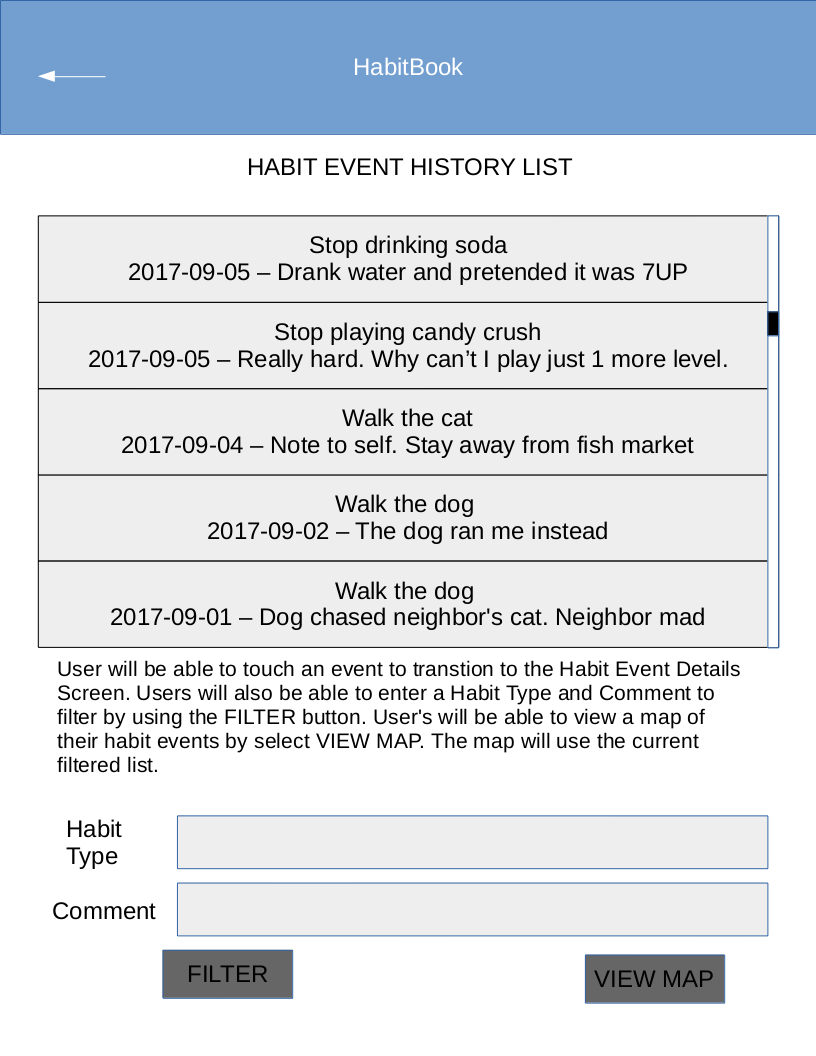 HabitBook
HABIT EVENT HISTORY LIST
Stop drinking soda
2017-09-05 – Drank water and pretended it was 7UP
Stop playing candy crush
2017-09-05 – Really hard. Why can’t I play just 1 more level.
Walk the cat
2017-09-04 – Note to self. Stay away from fish market
Walk the dog
2017-09-02 – The dog ran me instead
Walk the dog
2017-09-01 – Dog chased neighbor's cat. Neighbor mad
User will be able to touch an event to transtion to the Habit Event Details
Screen. Users will also be able to enter a Habit Type and Comment to
filter by using the FILTER button. User's will be able to view a map of
their habit events by select VIEW MAP. The map will use the current
filtered list.
Habit
Type
Comment
FILTER
VIEW MAP